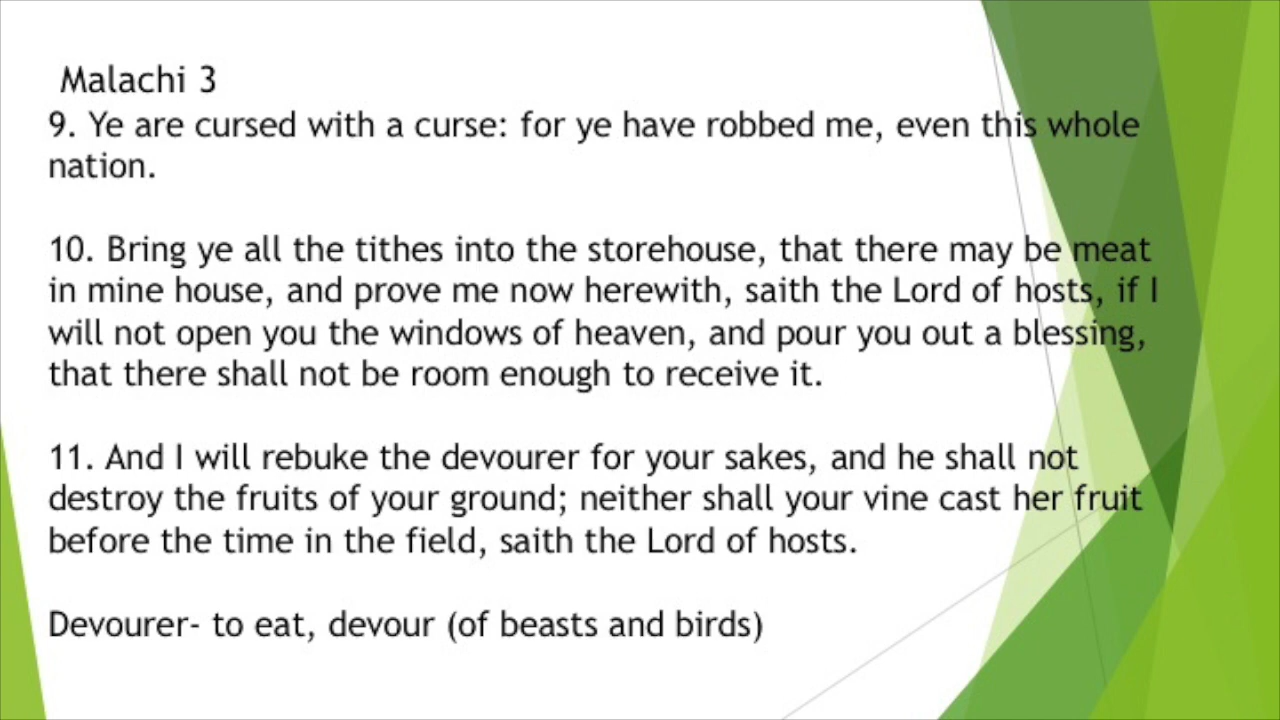 Malachi 3
9. Ye are cursed with a curse: for ye have robbed me, even this whole
nation.
10. Bring ye all the tithes into the storehouse, that there may be meat
in mine house, and prove me now herewith, saith the Lord of hosts, if I
will not open you the windows of heaven, and pour you out a blessing,
that there shall not be room enough to receive it.
11. And I will rebuke the devourer for your sakes, and he shall not
destroy the fruits of your ground; neither shall your vine cast her fruit
before the time in the field, saith the Lord of hosts.
Devourer- to eat, devour (of beasts and birds)